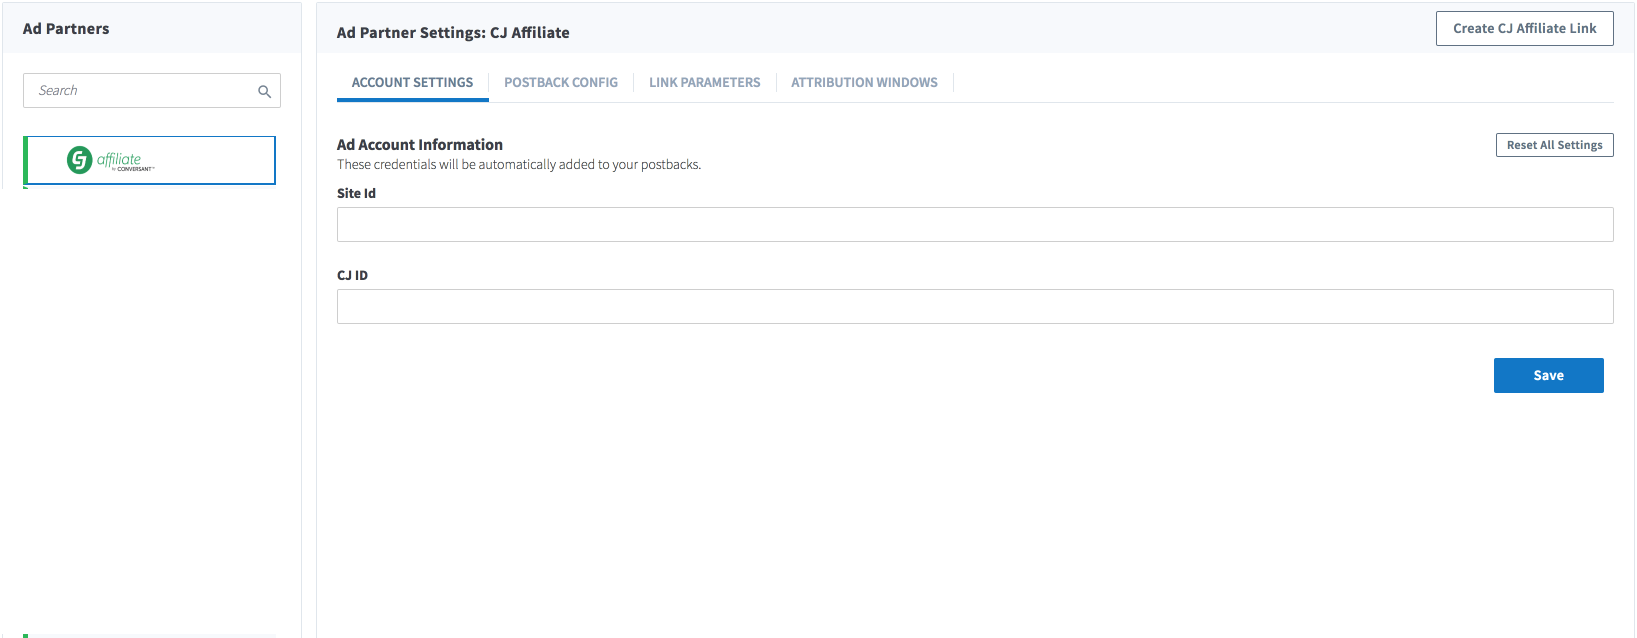 Ad Partners
Search
CJ affiliate
by CONVERSANT™
Ad Partner Settings: CJ Affiliate
Create CJ Affiliate Link
ACCOUNT SETTINGS
POSTBACK CONFIG
LINK PARAMETERS
ATTRIBUTION WINDOWS
Ad Account Information
Reset All Settings
These credentials will be automatically added to your postbacks.
Site Id
CJ ID
Save